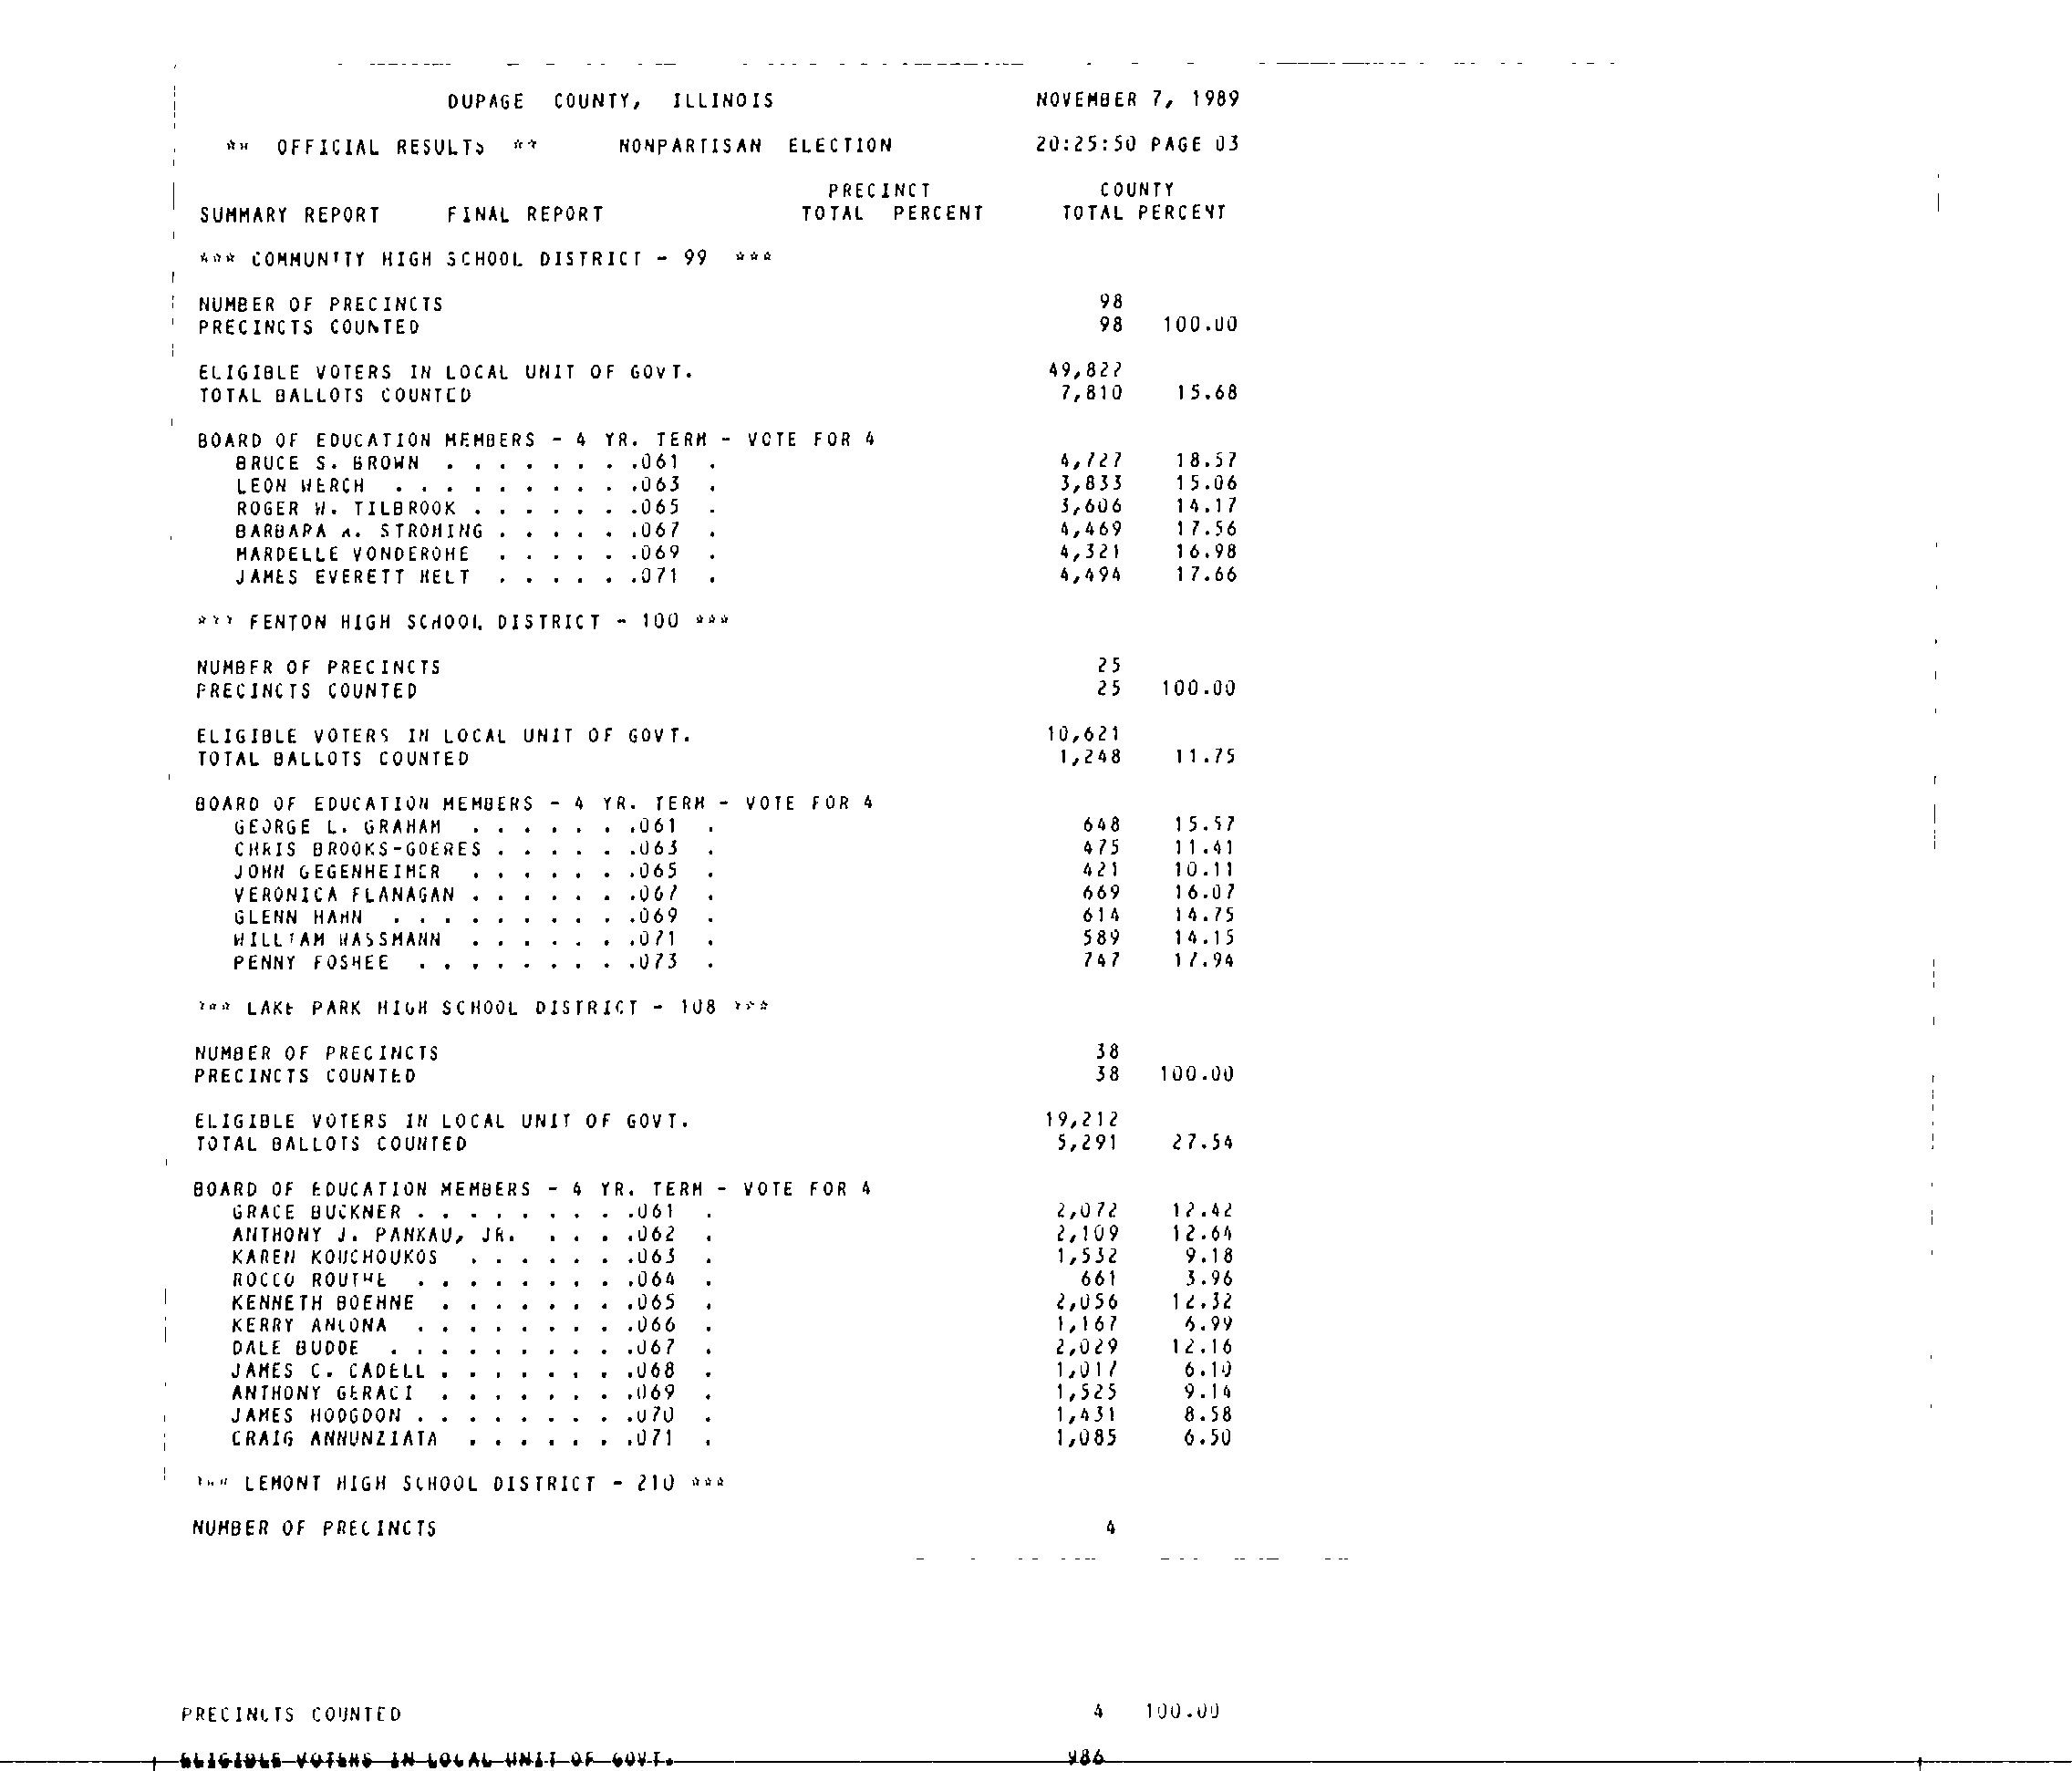 DUPAGE COUNTY, ILLINOIS NOVEMBER 7, 1989
** OFFICIAL RESULTS ** NONPARTISAN ELECTION 20:25:50 PAGE 03
PRECINCT COUNTY
SUMMARY REPORT FINAL REPORT TOTAL PERCENT TOTAL PERCENT
*** COMMUNITY HIGH SCHOOL DISTRICT - 99 ***
NUMBER OF PRECINCTS 98
PRECINCTS COUNTED 98 100.00
ELIGIBLE VOTERS IN LOCAL UNIT OF GOVT. 49,822
TOTAL BALLOTS COUNTED 7,810 15.68
BOARD OF EDUCATION MEMBERS - 4 YR. TERM - VOTE FOR 4
BRUCE S. BROWN . . . . . . . .061 . 4,727 18.57
LEON WERCH . . . . . . . . . .063 . 3,833 15.06
ROGER W. TILBROOK . . . . . . .065 . 3,606 14.17
BARBARA STROMING . . . . . .067 . 4,469 17.56
MARDELLE VONDEROHE . . . . . .069 . 4,321 16.98
JAMES EVERETT HELT . . . . . .071 . 4,494 17.66
*** FENTON HIGH SCHOOL DISTRICT - 100 ***
NUMBER OF PRECINCTS 25
PRECINCTS COUNTED 25 100.00
ELIGIBLE VOTERS IN LOCAL UNIT OF GOVT. 10,621
TOTAL BALLOTS COUNTED 1,248 11.75
BOARD OF EDUCATION MEMBERS - 4 YR. TERM - VOTE FOR 4
GEORGE L. GRAHAM . . . . . . .061 . 648 15.57
CHRIS BROOKS-GOERES . . . . . .063 . 475 11.41
JOHN GEGENHEIMER . . . . . . .065 . 421 10.11
VERONICA FLANAGAN . . . . . . .067 . 669 16.07
GLENN HAHN . . . . . . . . . .069 . 614 14.75
WILLIAM WASSMANN . . . . . . .071 . 589 14.15
PENNY FOSHEE . . . . . . . . .073 . 747 17.94
*** LAKE PARK HIGH SCHOOL DISTRICT - 108 ***
NUMBER OF PRECINCTS 38
PRECINCTS COUNTED 38 100.00
ELIGIBLE VOTERS IN LOCAL UNIT OF GOVT. 19,212
TOTAL BALLOTS COUNTED 5,291 27.54
BOARD OF EDUCATION MEMBERS - 4 YR. TERM - VOTE FOR 4
GRACE BUCKNER . . . . . . . . .061 . 2,072 12.42
ANTHONY J. PANKAU, JR. . . . .062 . 2,109 12.64
KAREN KOUCHOUKOS . . . . . . .063 . 1,532 9.18
ROCCO ROUTHE . . . . . . . . .064 . 661 3.96
KENNETH BOEHNE . . . . . . . .065 . 2,056 12.32
KERRY ANCONA . . . . . . . . .066 . 1,167 6.99
DALE BUDDE . . . . . . . . . .067 . 2,029 12.16
JAMES C. CADELL . . . . . . . .068 . 1,017 6.10
ANTHONY GERACI . . . . . . . .069 . 1,525 9.14
JAMES HODGDON . . . . . . . . .070 . 1,431 8.58
CRAIG ANNUNZIATA . . . . . . .071 . 1,085 6.50
*** LEMONT HIGH SCHOOL DISTRICT - 210 ***
NUMBER OF PRECINCTS 4
PRECINCTS COUNTED 4 100.00
ELIGIBLE VOTERS IN LOCAL UNIT OF GOVT. 986